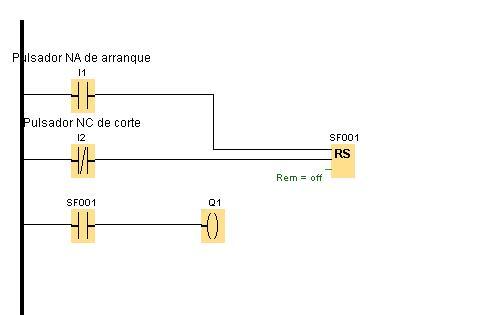 Pulsador NA de arranque
I1
Pulsador NC de corte
I2
SF001
RS
Rem = off
SF001
Q1